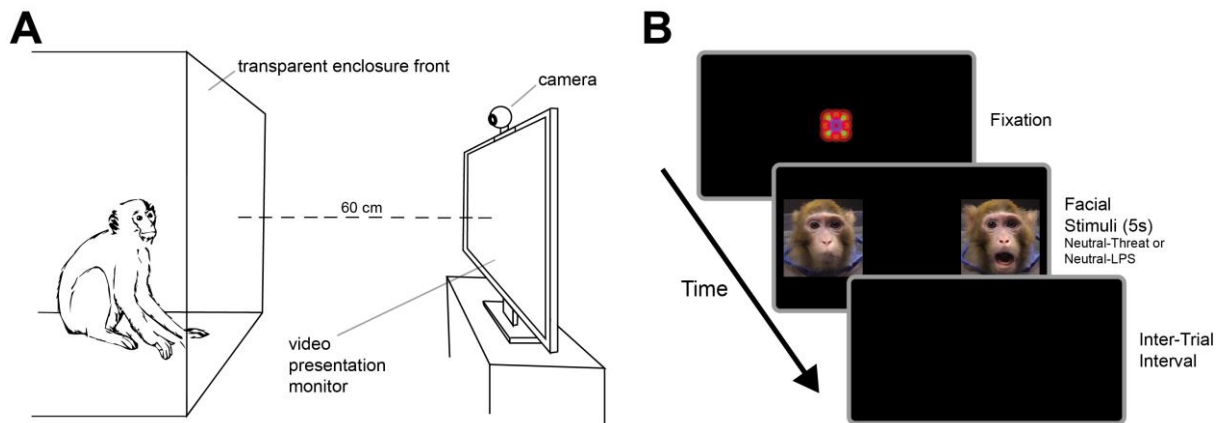 A
transparent enclosure front
camera
60 cm
video
presentation
monitor
B
Fixation
Facial
Stimuli (5s)
Neutral-Threat or
Neutral-LPS
Time
Inter-Trial
Interval